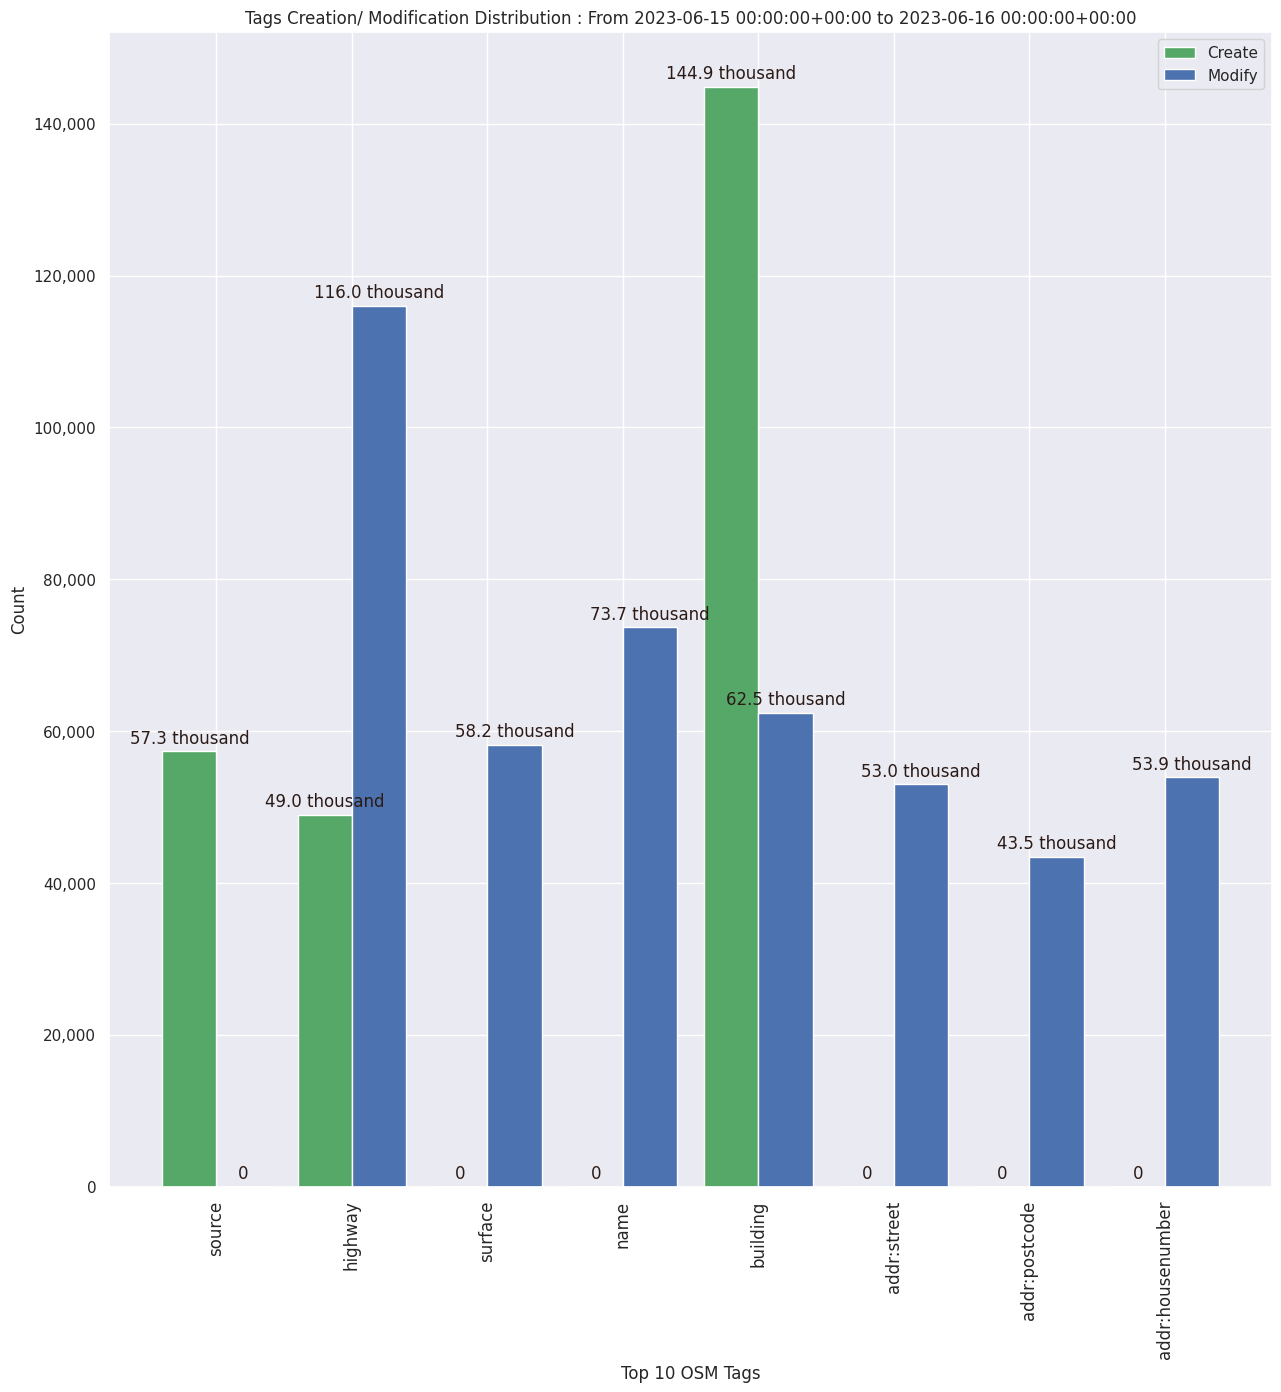 Tags Creation/ Modification Distribution : From 2023-06-15 00:00:00+00:00 to 2023-06-16 00:00:00+00:00
Create
Modify
144.9 thousand
140,000
120,000
116.0 thousand
100,000
80,000
73.7 thousand
62.5 thousand
60,000
58.2 thousand
57.3 thousand
53.9 thousand
53.0 thousand
49.0 thousand
43.5 thousand
40,000
20,000
0 0 0 0 0 0
0
Count
source
highway
surface
name
building
addr:street
addr:postcode
addr:housenumber
Top 10 OSM Tags